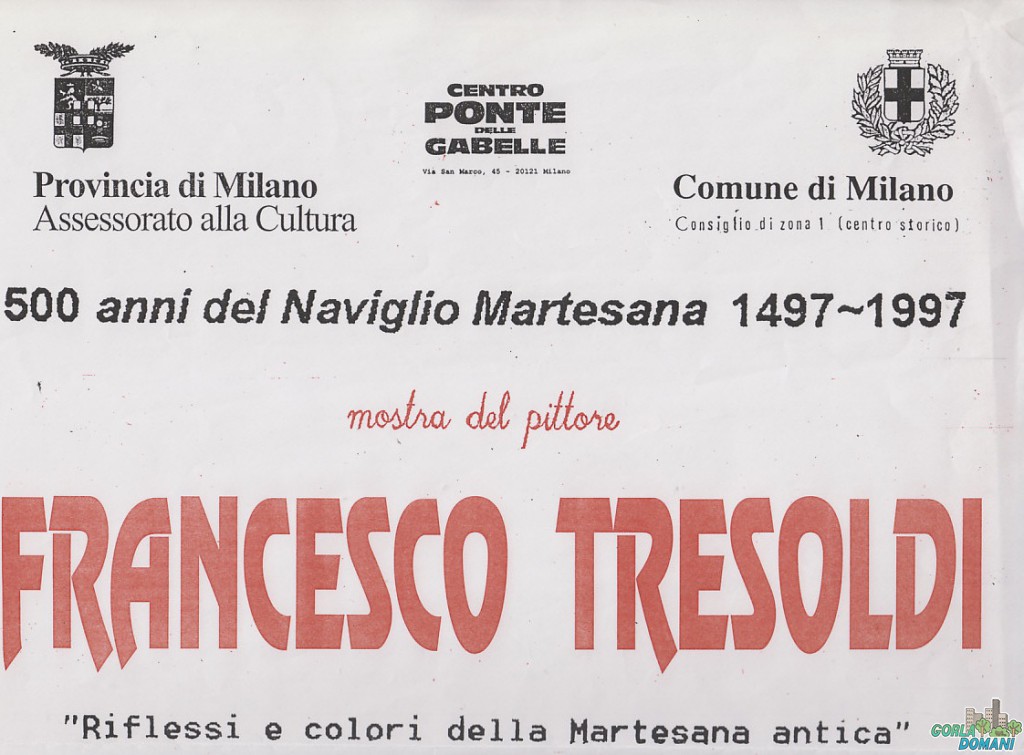 CENTRO
PONTE
DELLE
GABELLE
Via San Marco, 45 - 20121 Milano
Provincia di Milano
Assessorato alla Cultura
Comune di Milano
Consiglio di zona 1 (centro storico)
500 anni del Naviglio Martesana 1497~1997
mostra del pittore
FRANCESCO TRESOLDI
"Riflessi e colori della Martesana antica"
GORLA
DOMANI